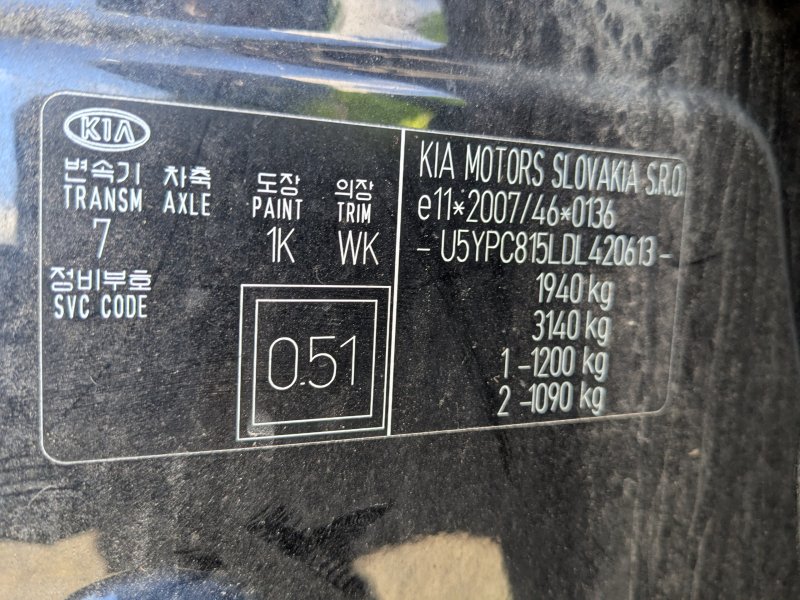 KIA
변속기 차축 도장 의장
TRANSM AXLE PAINT TRIM
7 1K WK
정비부호
SVC CODE
0.51
KIA MOTORS SLOVAKIA S.R.O.
e11*2007/46*0136
- U5YPC815LDL420613 -
1940 kg
3140 kg
1 -1200 kg
2 -1090 kg